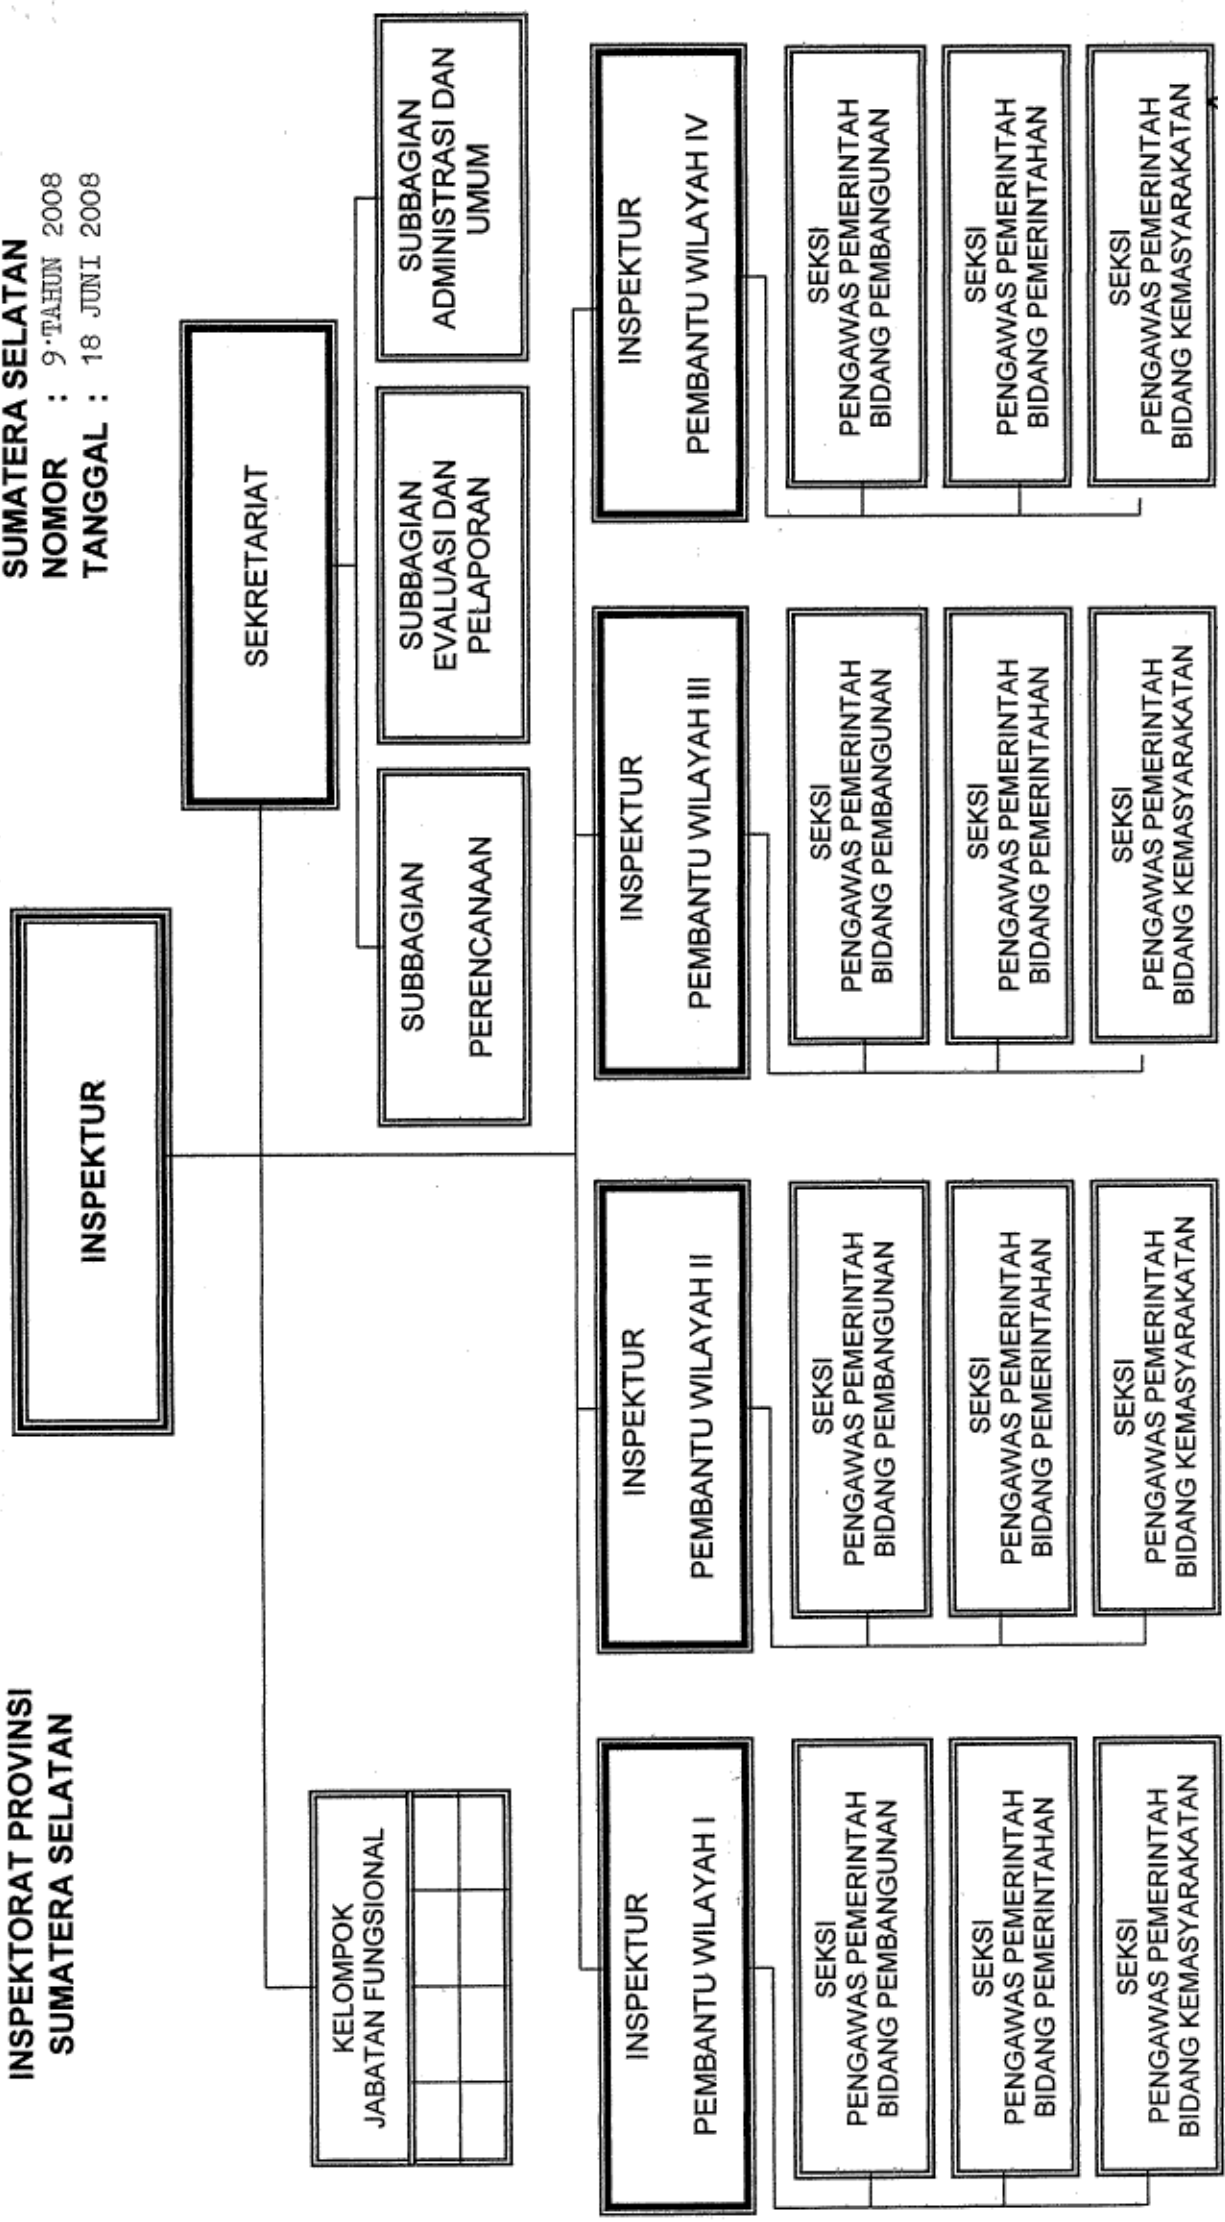 INSPEKTORAT PROVINSI
SUMATERA SELATAN
SUMATERA SELATAN
NOMOR : 9 TAHUN 2008
TANGGAL : 18 JUNI 2008
INSPEKTUR
SEKRETARIAT
KELOMPOK
JABATAN FUNGSIONAL
SUBBAGIAN
PERENCANAAN
SUBBAGIAN
EVALUASI DAN
PELAPORAN
SUBBAGIAN
ADMINISTRASI DAN
UMUM
INSPEKTUR
PEMBANTU WILAYAH I
INSPEKTUR
PEMBANTU WILAYAH II
INSPEKTUR
PEMBANTU WILAYAH III
INSPEKTUR
PEMBANTU WILAYAH IV
SEKSI
PENGAWAS PEMERINTAH
BIDANG PEMBANGUNAN
SEKSI
PENGAWAS PEMERINTAH
BIDANG PEMBANGUNAN
SEKSI
PENGAWAS PEMERINTAH
BIDANG PEMBANGUNAN
SEKSI
PENGAWAS PEMERINTAH
BIDANG PEMBANGUNAN
SEKSI
PENGAWAS PEMERINTAH
BIDANG PEMERINTAHAN
SEKSI
PENGAWAS PEMERINTAH
BIDANG PEMERINTAHAN
SEKSI
PENGAWAS PEMERINTAH
BIDANG PEMERINTAHAN
SEKSI
PENGAWAS PEMERINTAH
BIDANG PEMERINTAHAN
SEKSI
PENGAWAS PEMERINTAH
BIDANG KEMASYARAKATAN
SEKSI
PENGAWAS PEMERINTAH
BIDANG KEMASYARAKATAN
SEKSI
PENGAWAS PEMERINTAH
BIDANG KEMASYARAKATAN
SEKSI
PENGAWAS PEMERINTAH
BIDANG KEMASYARAKATAN